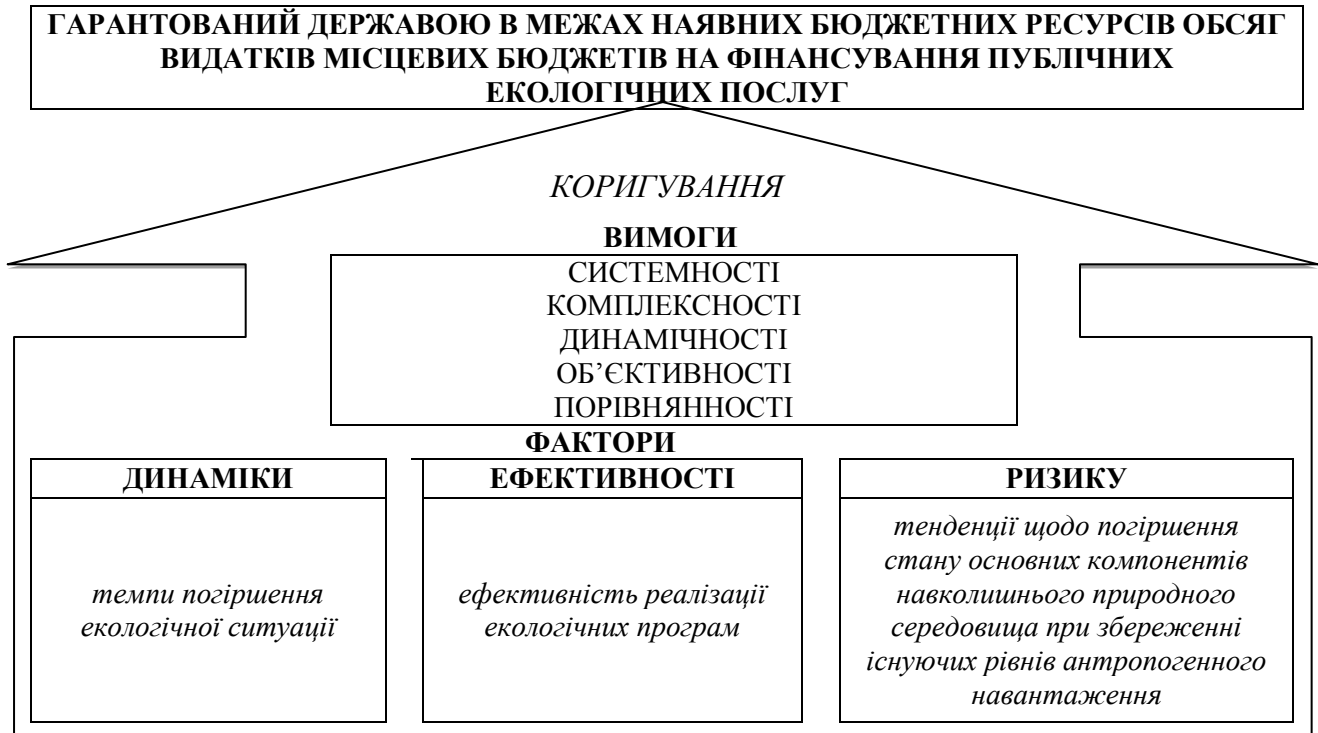 ГАРАНТОВАНИЙ ДЕРЖАВОЮ В МЕЖАХ НАЯВНИХ БЮДЖЕТНИХ РЕСУРСІВ ОБСЯГ
ВИДАТКІВ МІСЦЕВИХ БЮДЖЕТІВ НА ФІНАНСУВАННЯ ПУБЛІЧНИХ
ЕКОЛОГІЧНИХ ПОСЛУГ
КОРИГУВАННЯ
ВИМОГИ
СИСТЕМНОСТІ
КОМПЛЕКСНОСТІ
ДИНАМІЧНОСТІ
ОБ’ЄКТИВНОСТІ
ПОРІВНЯННОСТІ
ФАКТОРИ
ДИНАМІКИ
темпи погіршення
екологічної ситуації
ЕФЕКТИВНОСТІ
ефективність реалізації
екологічних програм
РИЗИКУ
тенденції щодо погіршення
стану основних компонентів
навколишнього природного
середовища при збереженні
існуючих рівнів антропогенного
навантаження